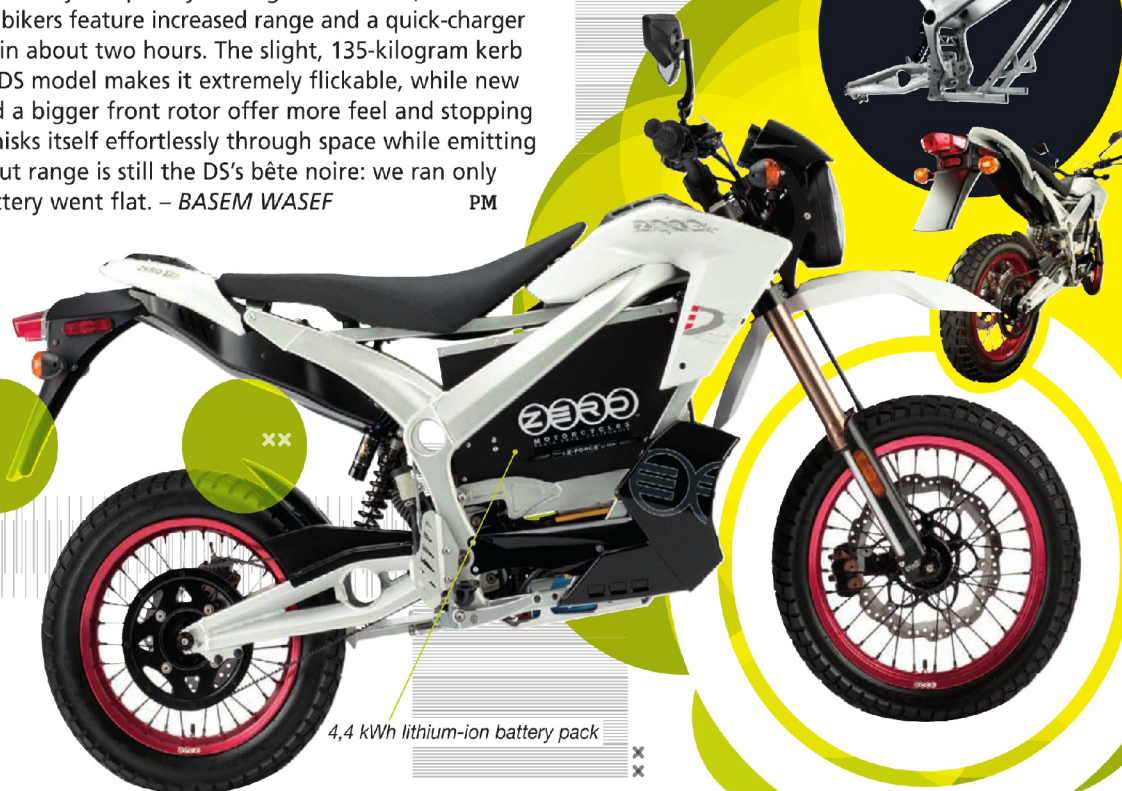 bikers feature increased range and a quick-charger
in about two hours. The slight, 135-kilogram kerb
DS model makes it extremely flickable, while new
a bigger front rotor offer more feel and stopping
itself effortlessly through space while emitting
range is still the DS's bête noire: we ran only
went flat. – BASEM WASEF PM
ZERO
MOTORCYCLES
Z-FORCE
4,4 kWh lithium-ion battery pack